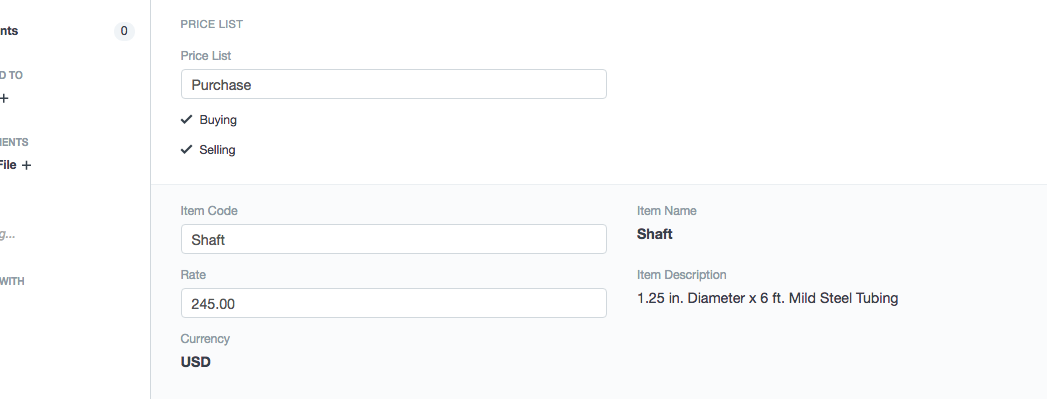 nts 0
D TO
+
MENTS
File +
g...
WITH
PRICE LIST
Price List
Purchase
Buying
Selling
Item Code
Shaft
Rate
245.00
Currency
USD
Item Name
Shaft
Item Description
1.25 in. Diameter x 6 ft. Mild Steel Tubing